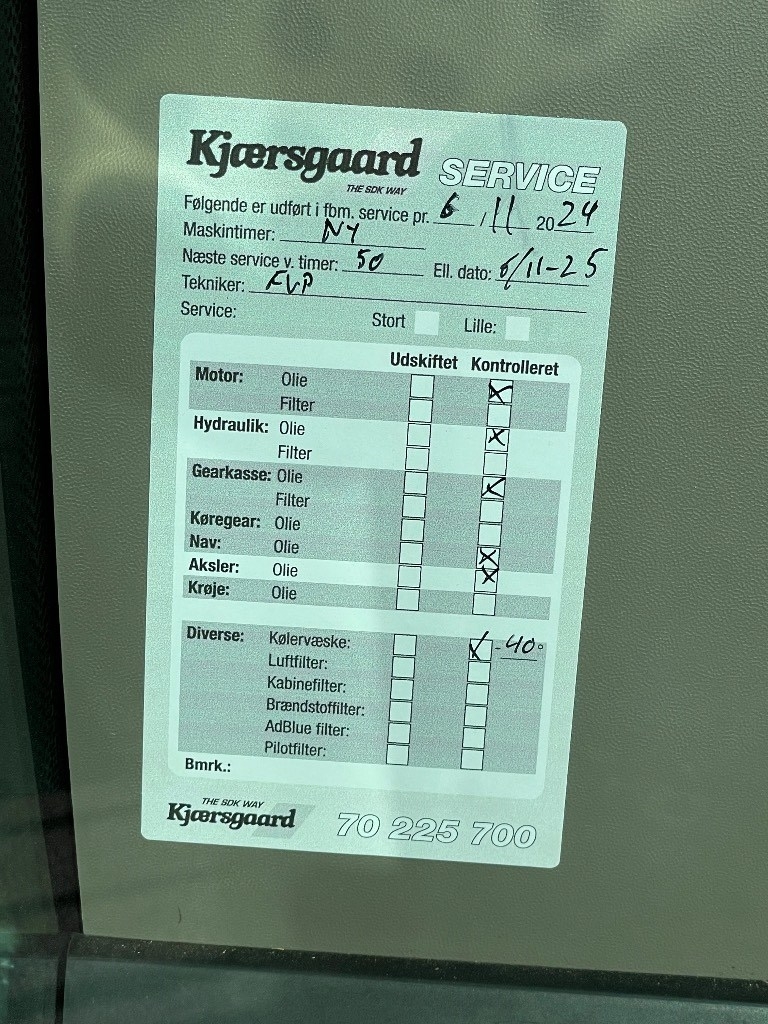 Kjærsgaard SERVICE
THE SDK WAY
Følgende er udført i fbm. service pr. 6 / 11 2024
Maskintimer: NY
Næste service v. timer: 50 Ell. dato: 6/11-25
Tekniker: FVP
Service: Stort Lille:
Udskiftet Kontrolleret
Motor: Olie X
Filter
Hydraulik: Olie X
Filter
Gearkasse: Olie X
Filter
Køregear: Olie
Nav: Olie X
Aksler: Olie X
Krøje: Olie
Diverse: Kølervæske: ✓ -40°
Luftfilter:
Kabinefilter:
Brændstoffilter:
AdBlue filter:
Pilotfilter:
Bmrk.:
THE SDK WAY
Kjærsgaard 70 225 700